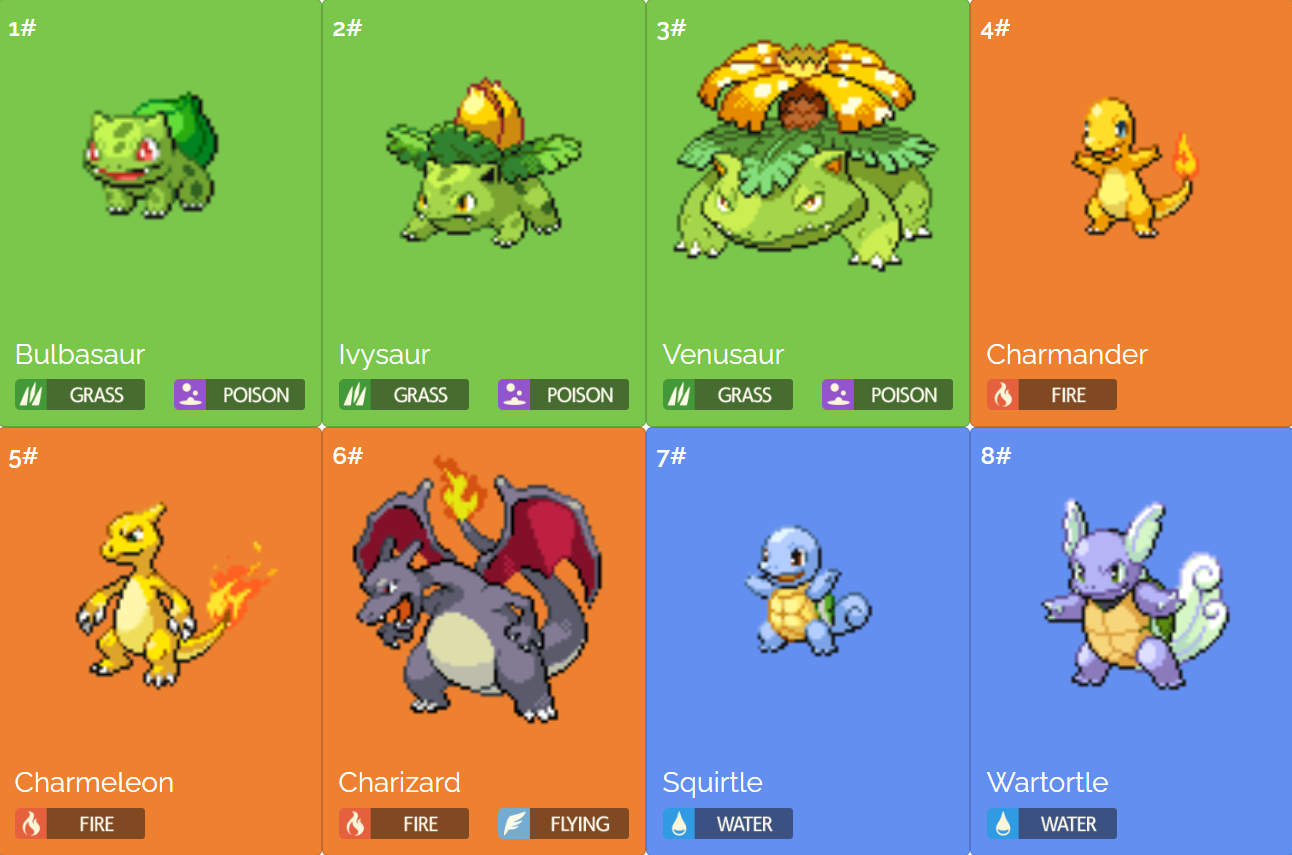 1#
Bulbasaur
GRASS POISON
2#
Ivysaur
GRASS POISON
3#
Venusaur
GRASS POISON
4#
Charmander
FIRE
5#
Charmeleon
FIRE
6#
Charizard
FIRE FLYING
7#
Squirtle
WATER
8#
Wartortle
WATER